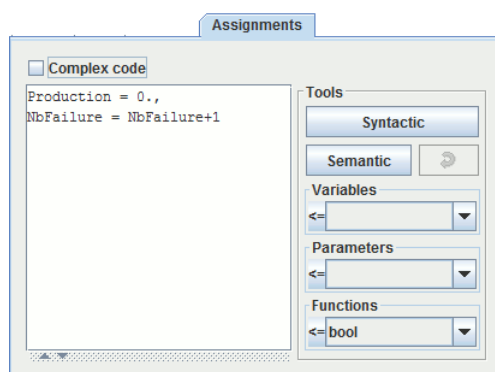 Assignments
Complex code
Production = 0.,
NbFailure = NbFailure+1
Tools
Syntactic
Semantic
Variables
<=
Parameters
<=
Functions
<= bool